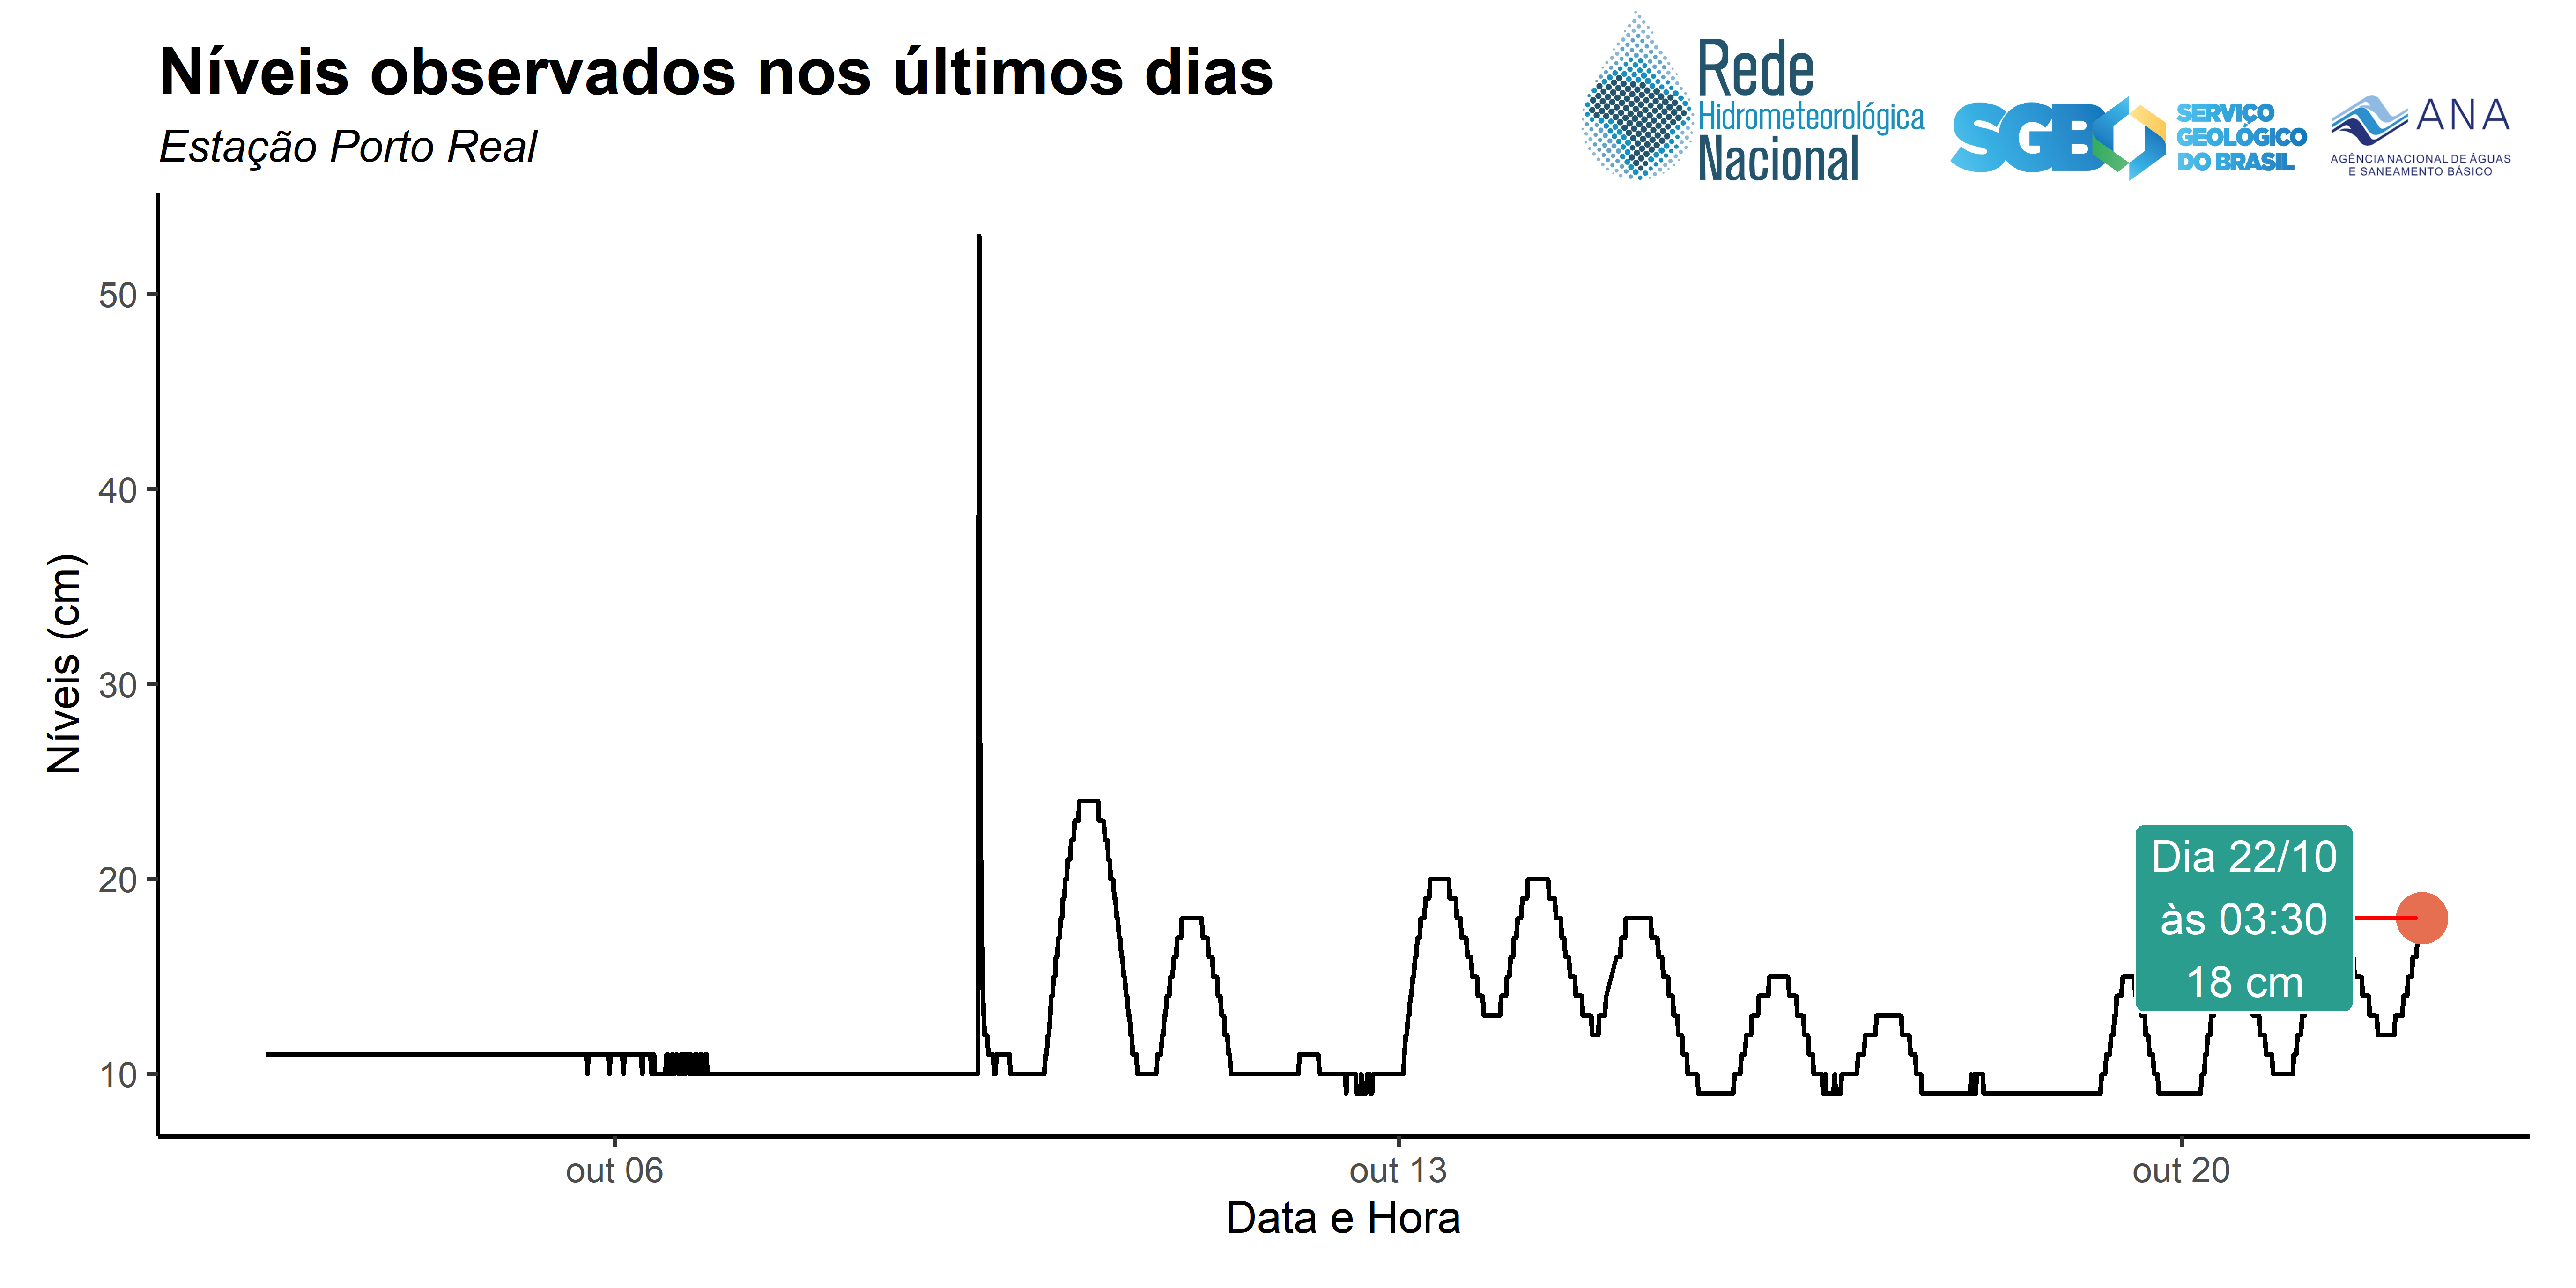 Níveis observados nos últimos dias
Estação Porto Real
Rede
Hidrometeorológica
Nacional
SGB
SERVIÇO
GEOLÓGICO
DO BRASIL
ANA
AGÊNCIA NACIONAL DE ÁGUAS
E SANEAMENTO BÁSICO
Níveis (cm)
50
40
30
20
10
Dia 22/10
às 03:30
18 cm
out 06
out 13
out 20
Data e Hora